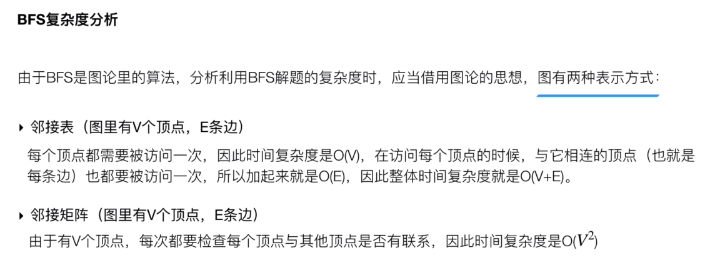 BFS复杂度分析
由于BFS是图论里的算法，分析利用BFS解题的复杂度时，应当借用图论的思想，图有两种表示方式：
▸ 邻接表（图里有V个顶点，E条边）
每个顶点都需要被访问一次，因此时间复杂度是O(V)，在访问每个顶点的时候，与它相连的顶点（也就是
每条边）也都要被访问一次，所以加起来就是O(E)，因此整体时间复杂度就是O(V+E)。
▸ 邻接矩阵（图里有V个顶点，E条边）
由于有V个顶点，每次都要检查每个顶点与其他顶点是否有联系，因此时间复杂度是O(V²)